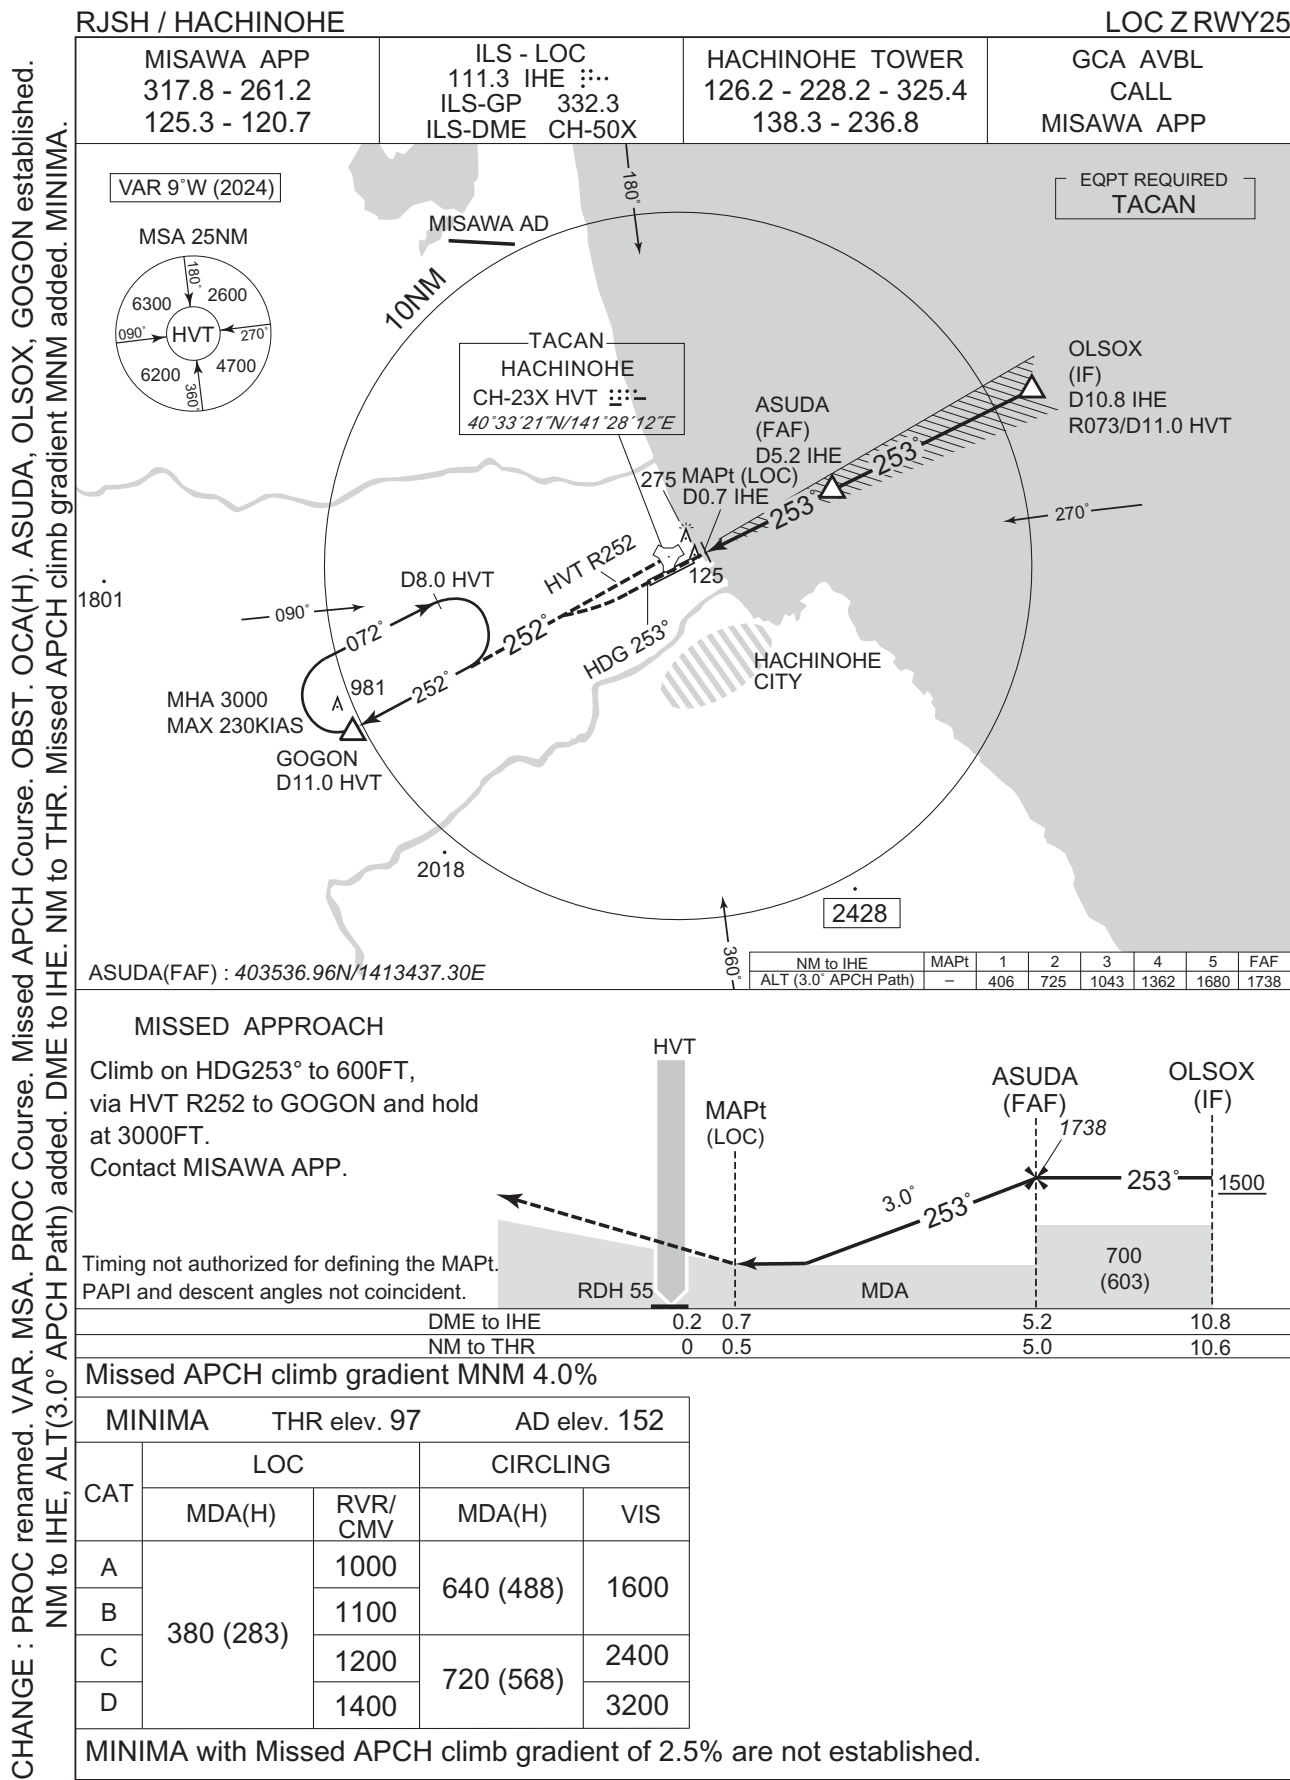 RJSH / HACHINOHE
LOC Z RWY25
MISAWA APP
317.8 - 261.2
125.3 - 120.7
ILS - LOC
111.3 IHE
ILS-GP 332.3
ILS-DME CH-50X
HACHINOHE TOWER
126.2 - 228.2 - 325.4
138.3 - 236.8
GCA AVBL
CALL
MISAWA APP
VAR 9°W (2024)
MSA 25NM
180°
6300
2600
090°
HVT
270°
6200
4700
360°
MISAWA AD
180°
EQPT REQUIRED
TACAN
10NM
TACAN
HACHINOHE
CH-23X HVT
40°33´21˝N/141°28´12˝E
OLSOX
(IF)
D10.8 IHE
R073/D11.0 HVT
ASUDA
(FAF)
D5.2 IHE
253°
275
MAPt (LOC)
D0.7 IHE
253°
270°
HVT R252
125
1801
D8.0 HVT
090°
072°
252°
HDG 253°
HACHINOHE
CITY
252°
981
MHA 3000
MAX 230KIAS
GOGON
D11.0 HVT
2018
2428
360°
ASUDA(FAF) : 403536.96N/1413437.30E
NM to IHE MAPt 1 2 3 4 5 FAF
ALT (3.0° APCH Path) – 406 725 1043 1362 1680 1738
MISSED APPROACH
Climb on HDG253° to 600FT,
via HVT R252 to GOGON and hold
at 3000FT.
Contact MISAWA APP.
Timing not authorized for defining the MAPt.
PAPI and descent angles not coincident.
HVT
MAPt
(LOC)
ASUDA
(FAF)
1738
OLSOX
(IF)
3.0°
253°
253°
1500
700
(603)
RDH 55
MDA
DME to IHE 0.2 0.7 5.2 10.8
NM to THR 0 0.5 5.0 10.6
Missed APCH climb gradient MNM 4.0%
MINIMA THR elev. 97 AD elev. 152
CAT
LOC
CIRCLING
MDA(H)
RVR/
CMV
MDA(H)
VIS
A
1000
B
1100
C
1200
D
1400
380 (283)
640 (488)
1600
720 (568)
2400
3200
MINIMA with Missed APCH climb gradient of 2.5% are not established.
CHANGE : PROC renamed. VAR. MSA. PROC Course. Missed APCH Course. OBST. OCA(H). ASUDA, OLSOX, GOGON established.
NM to IHE, ALT(3.0° APCH Path) added. DME to IHE. NM to THR. Missed APCH climb gradient MNM added. MINIMA.